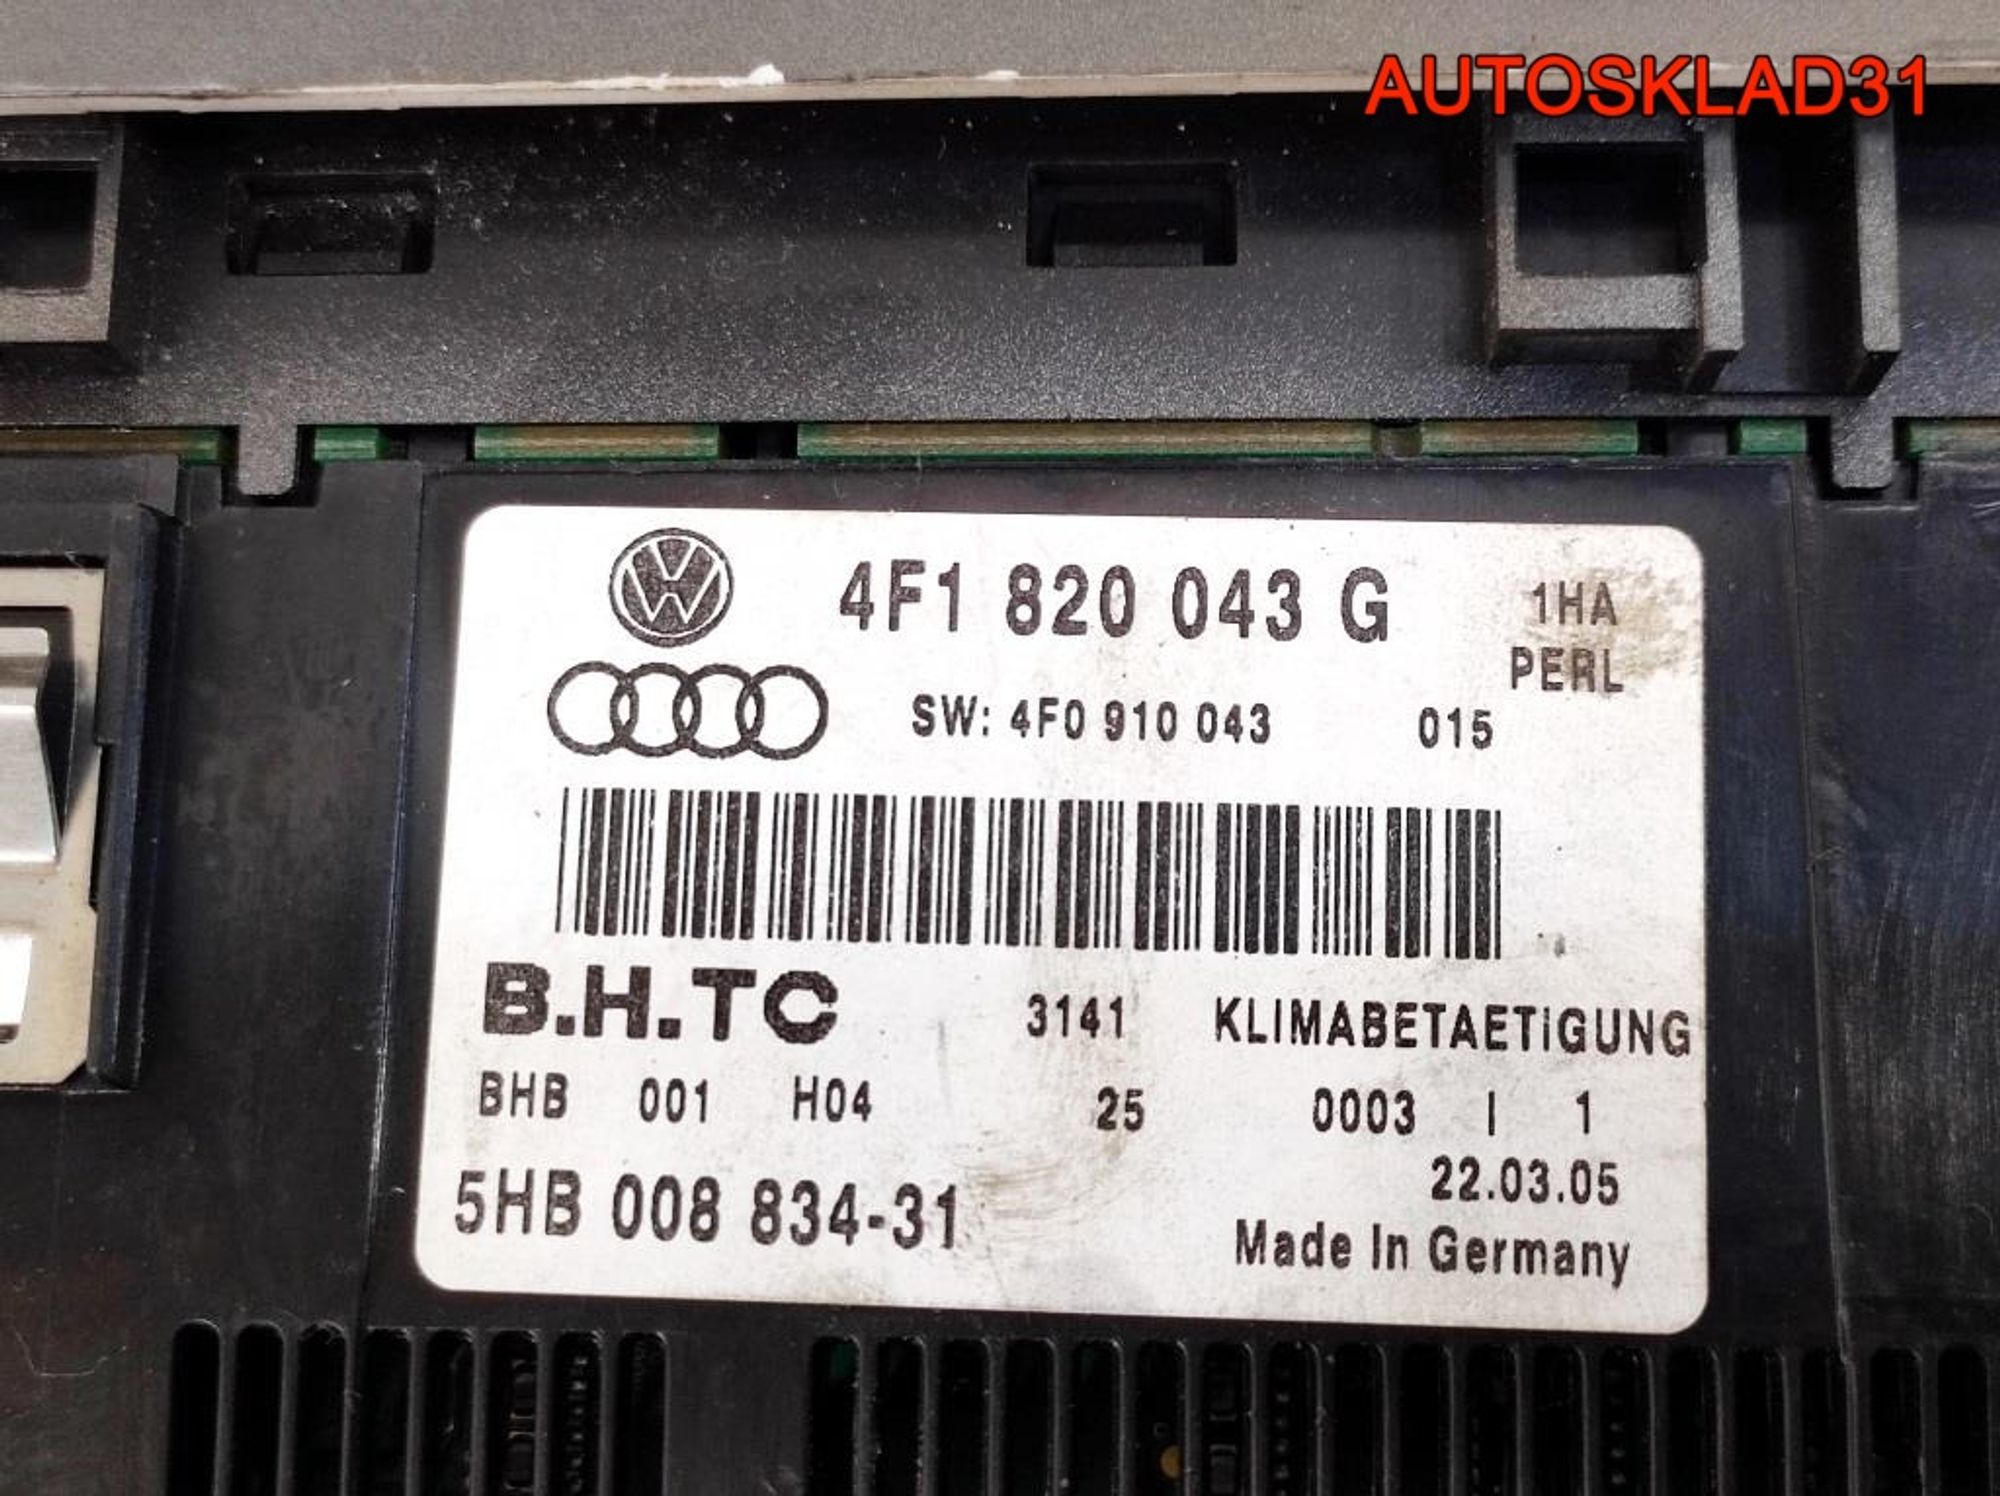 AUTOSKLAD31
4F1 820 043 G 1HA
PERL
SW: 4F0 910 043 015
B.H.TC 3141 KLIMABETAETIGUNG
BHB 001 H04 25 0003 I 1
22.03.05
5HB 008 834-31
Made In Germany